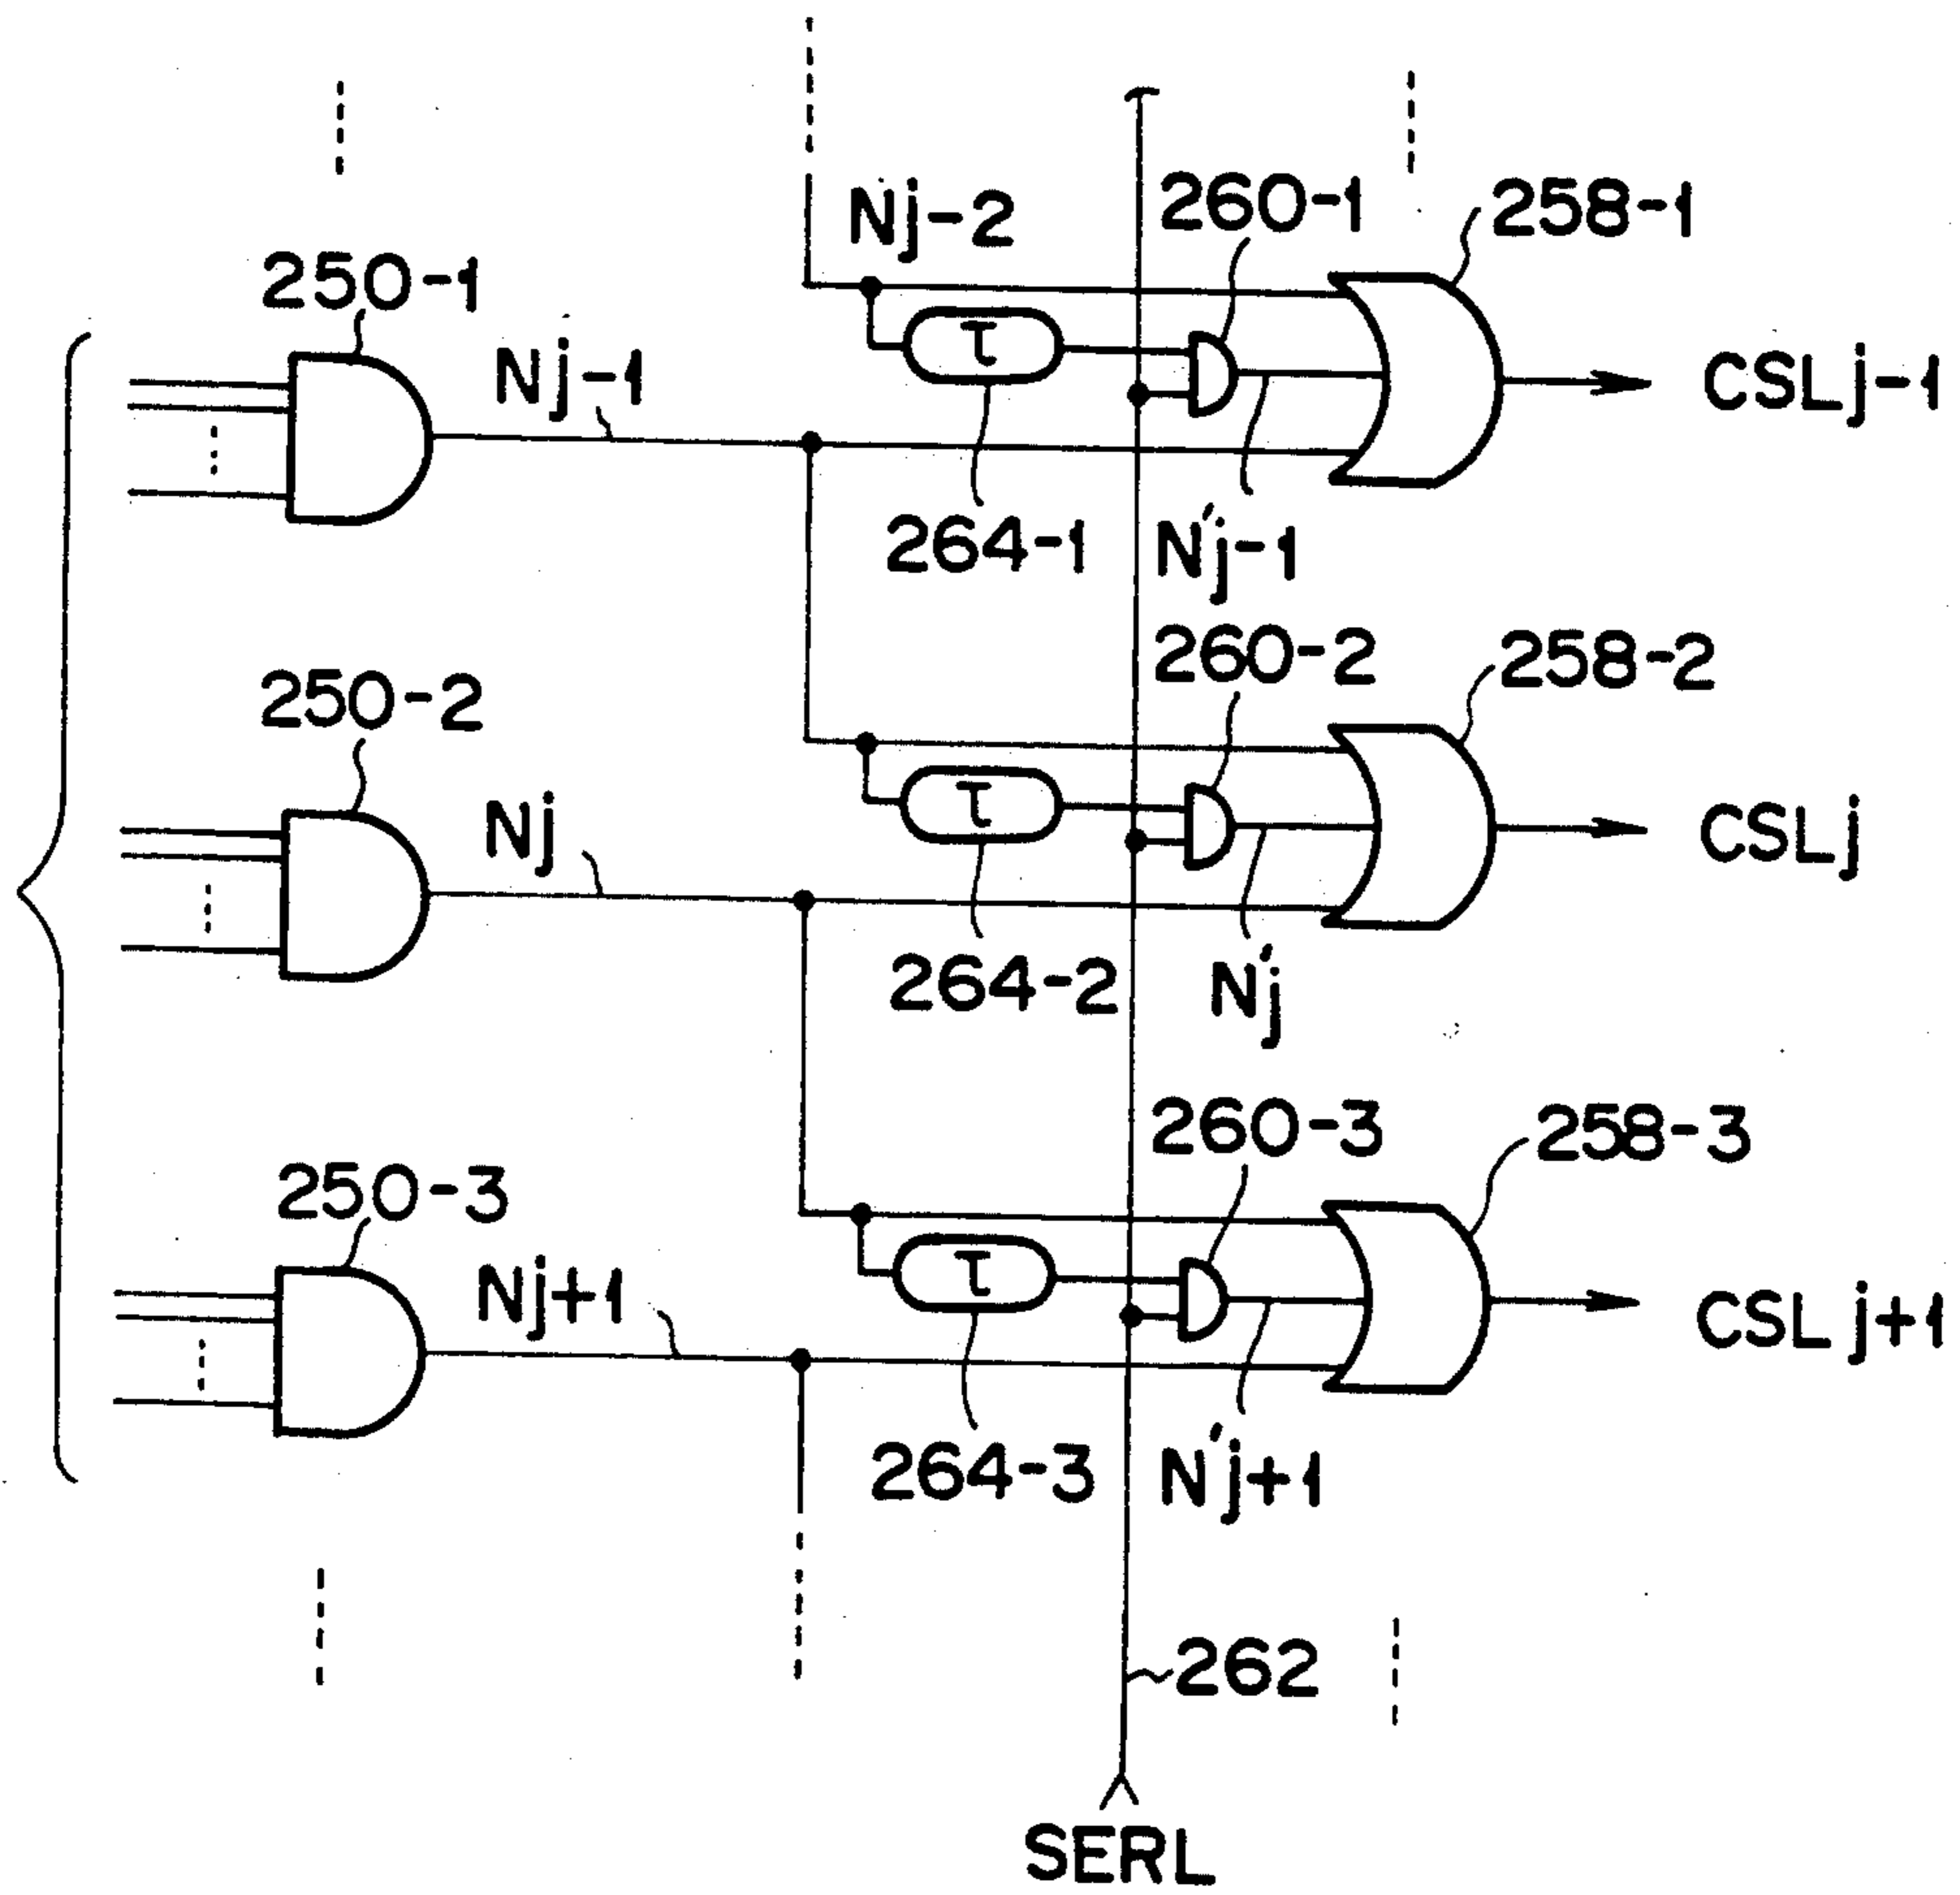 Nj-2
260-1
258-1
250-1
Nj-1
τ
CSLj-1
264-1
N'j-1
260-2
258-2
250-2
Nj
τ
CSLj
264-2
N'j
260-3
258-3
250-3
Nj+1
τ
CSLj+1
264-3
N'j+1
262
SERL